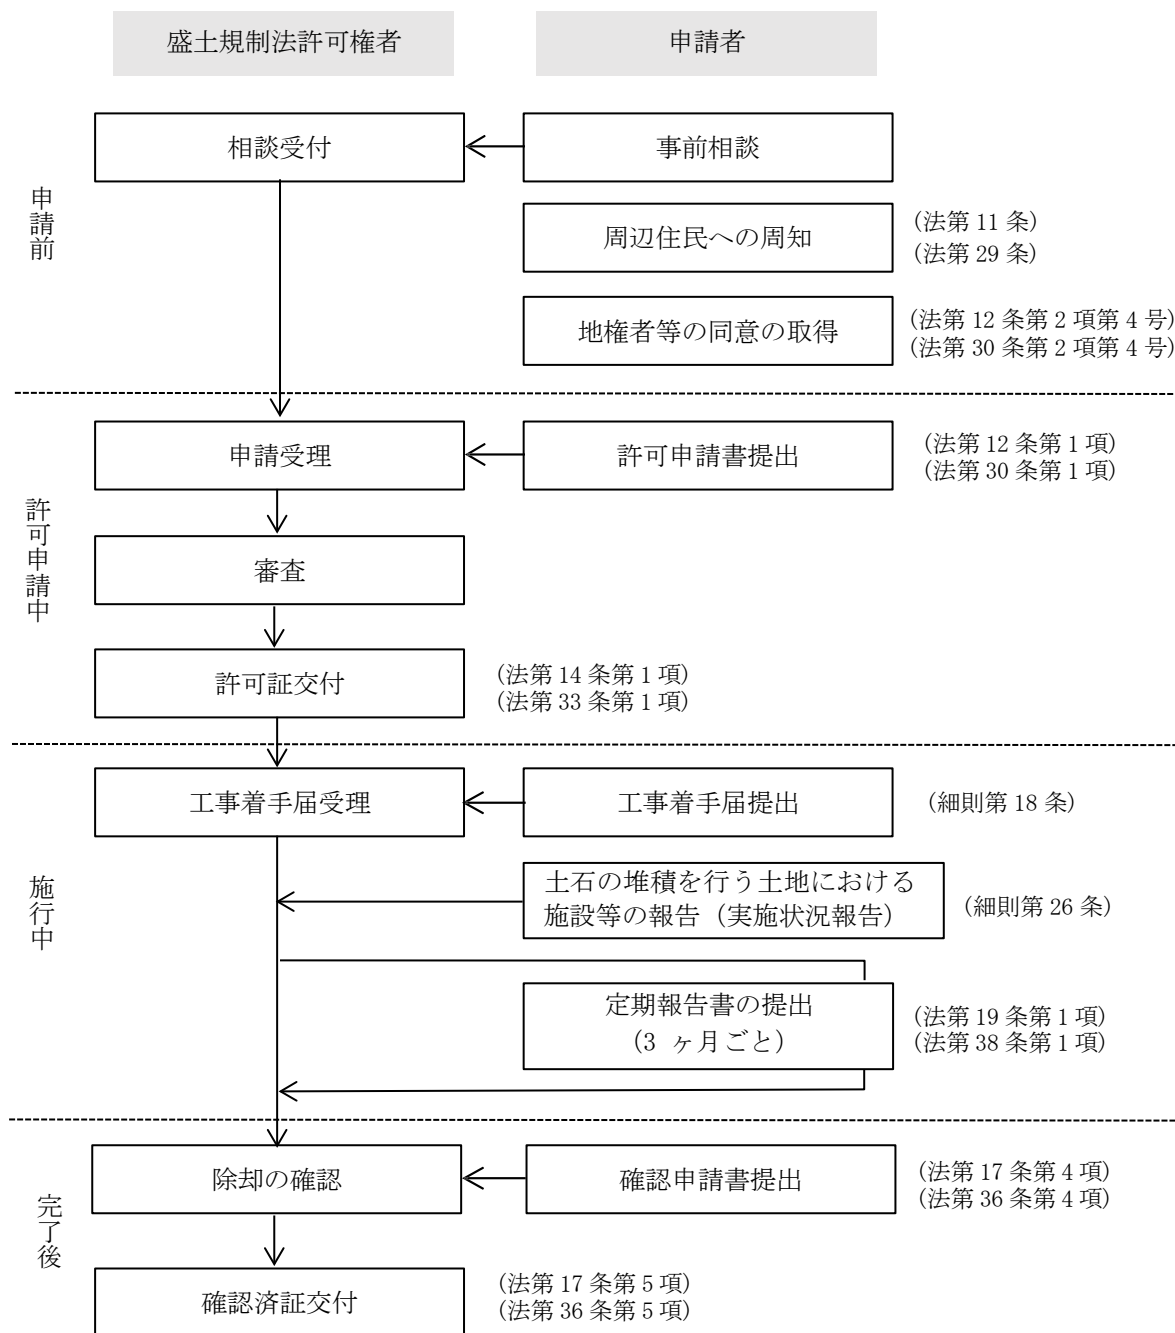 盛土規制法許可権者
申請者
申請前
相談受付
事前相談
周辺住民への周知
(法第 11 条)
(法第 29 条)
地権者等の同意の取得
(法第 12 条第 2 項第 4 号)
(法第 30 条第 2 項第 4 号)
許可申請中
申請受理
許可申請書提出
(法第 12 条第 1 項)
(法第 30 条第 1 項)
審査
許可証交付
(法第 14 条第 1 項)
(法第 33 条第 1 項)
施行中
工事着手届受理
工事着手届提出
(細則第 18 条)
土石の堆積を行う土地における
施設等の報告（実施状況報告）
(細則第 26 条)
定期報告書の提出
（3 ヶ月ごと）
(法第 19 条第 1 項)
(法第 38 条第 1 項)
完了後
除却の確認
確認申請書提出
(法第 17 条第 4 項)
(法第 36 条第 4 項)
確認済証交付
(法第 17 条第 5 項)
(法第 36 条第 5 項)